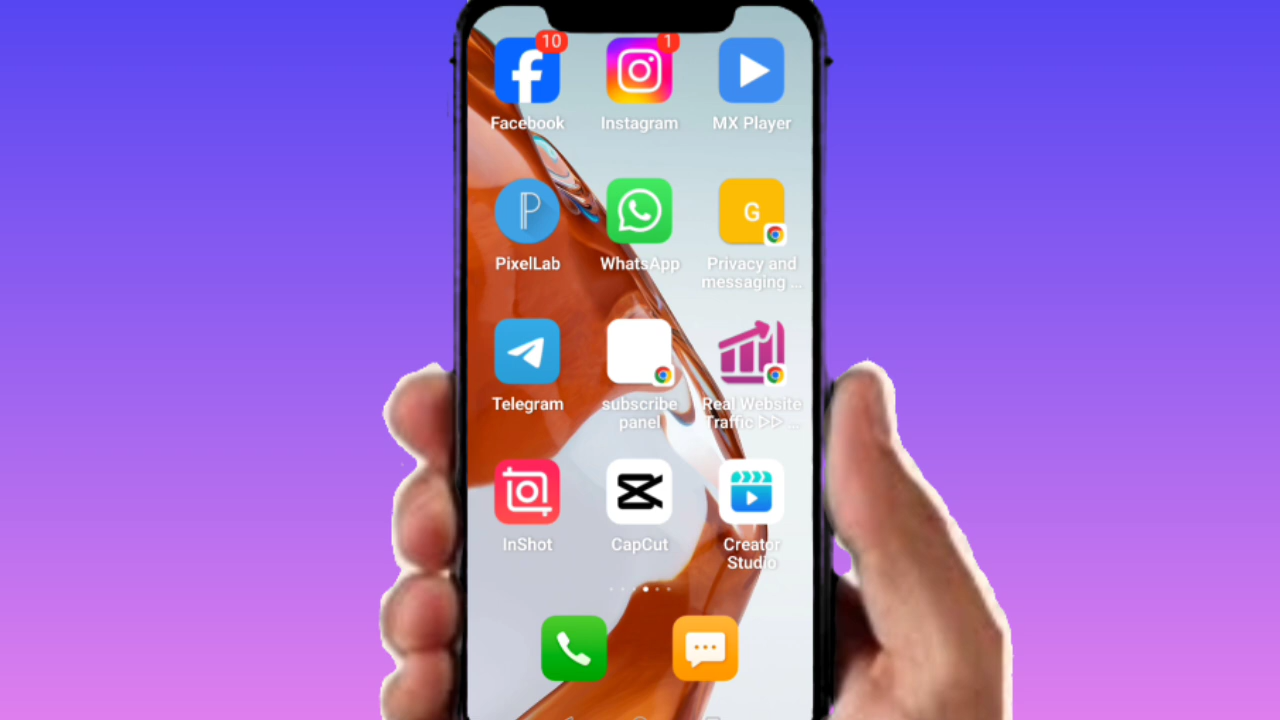 10
1
Facebook
Instagram
MX Player
P
G
PixelLab
WhatsApp
Privacy and
messaging ...
Telegram
subscribe
panel
Real Website
Traffic ▷▷ ...
InShot
CapCut
Creator
Studio